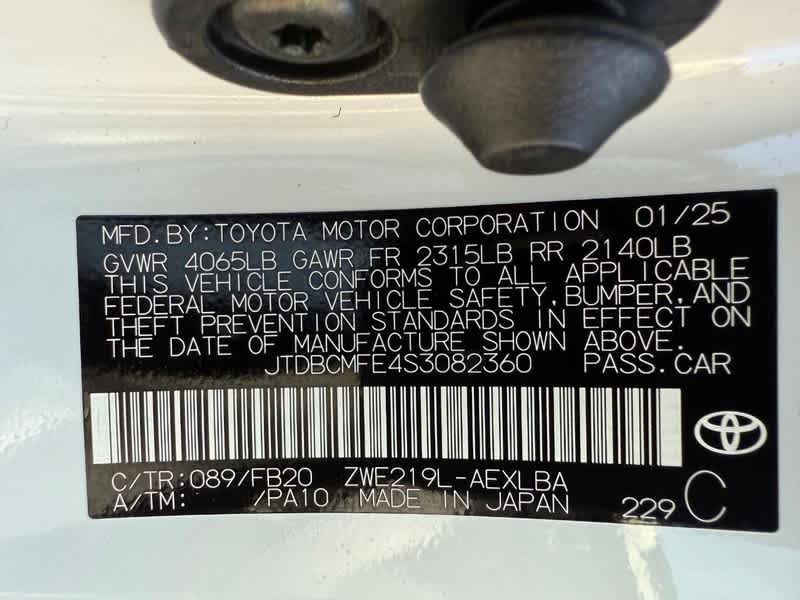 MFD.BY:TOYOTA MOTOR CORPORATION 01/25
GVWR 4065LB GAWR FR 2315LB RR 2140LB
THIS VEHICLE CONFORMS TO ALL APPLICABLE
FEDERAL MOTOR VEHICLE SAFETY,BUMPER,AND
THEFT PREVENTION STANDARDS IN EFFECT ON
THE DATE OF MANUFACTURE SHOWN ABOVE.
JTDBCMFE4S3082360 PASS.CAR
C/TR:089/FB20 ZWE219L-AEXLBA
A/TM: /PA10 MADE IN JAPAN 229 C